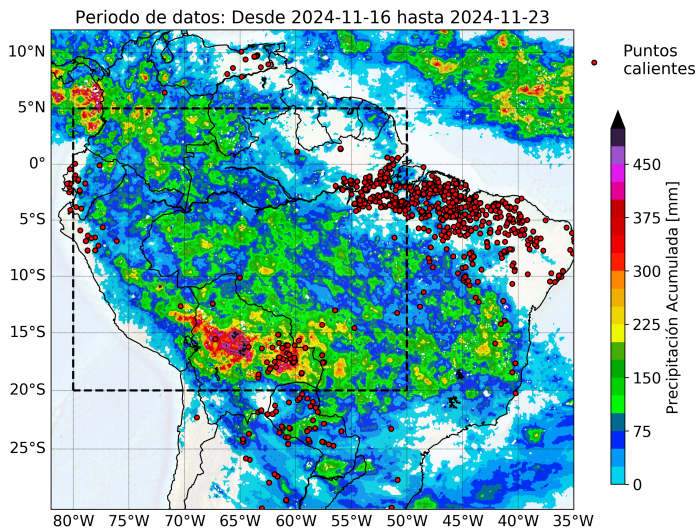 Periodo de datos: Desde 2024-11-16 hasta 2024-11-23
10°N
5°N
0°
5°S
10°S
15°S
20°S
25°S
80°W 75°W 70°W 65°W 60°W 55°W 50°W 45°W 40°W 35°W
Puntos
calientes
450
375
300
225
150
75
0
Precipitación Acumulada [mm]